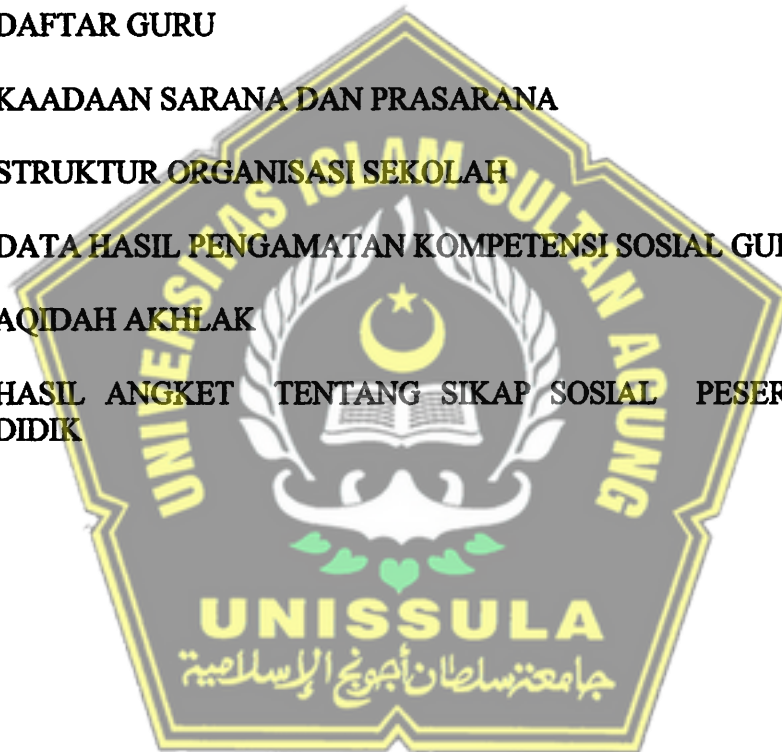 DAFTAR GURU
KAADAAN SARANA DAN PRASARANA
STRUKTUR ORGANISASI SEKOLAH
DATA HASIL PENGAMATAN KOMPETENSI SOSIAL
AQIDAH AKHLAK
HASIL ANGKET TENTANG SIKAP SOSIAL
DIDIK
UNIVERSITAS ISLAM SULTAN AGUNG
UNISSULA
جامعة سلطان أجونج الإسلامية